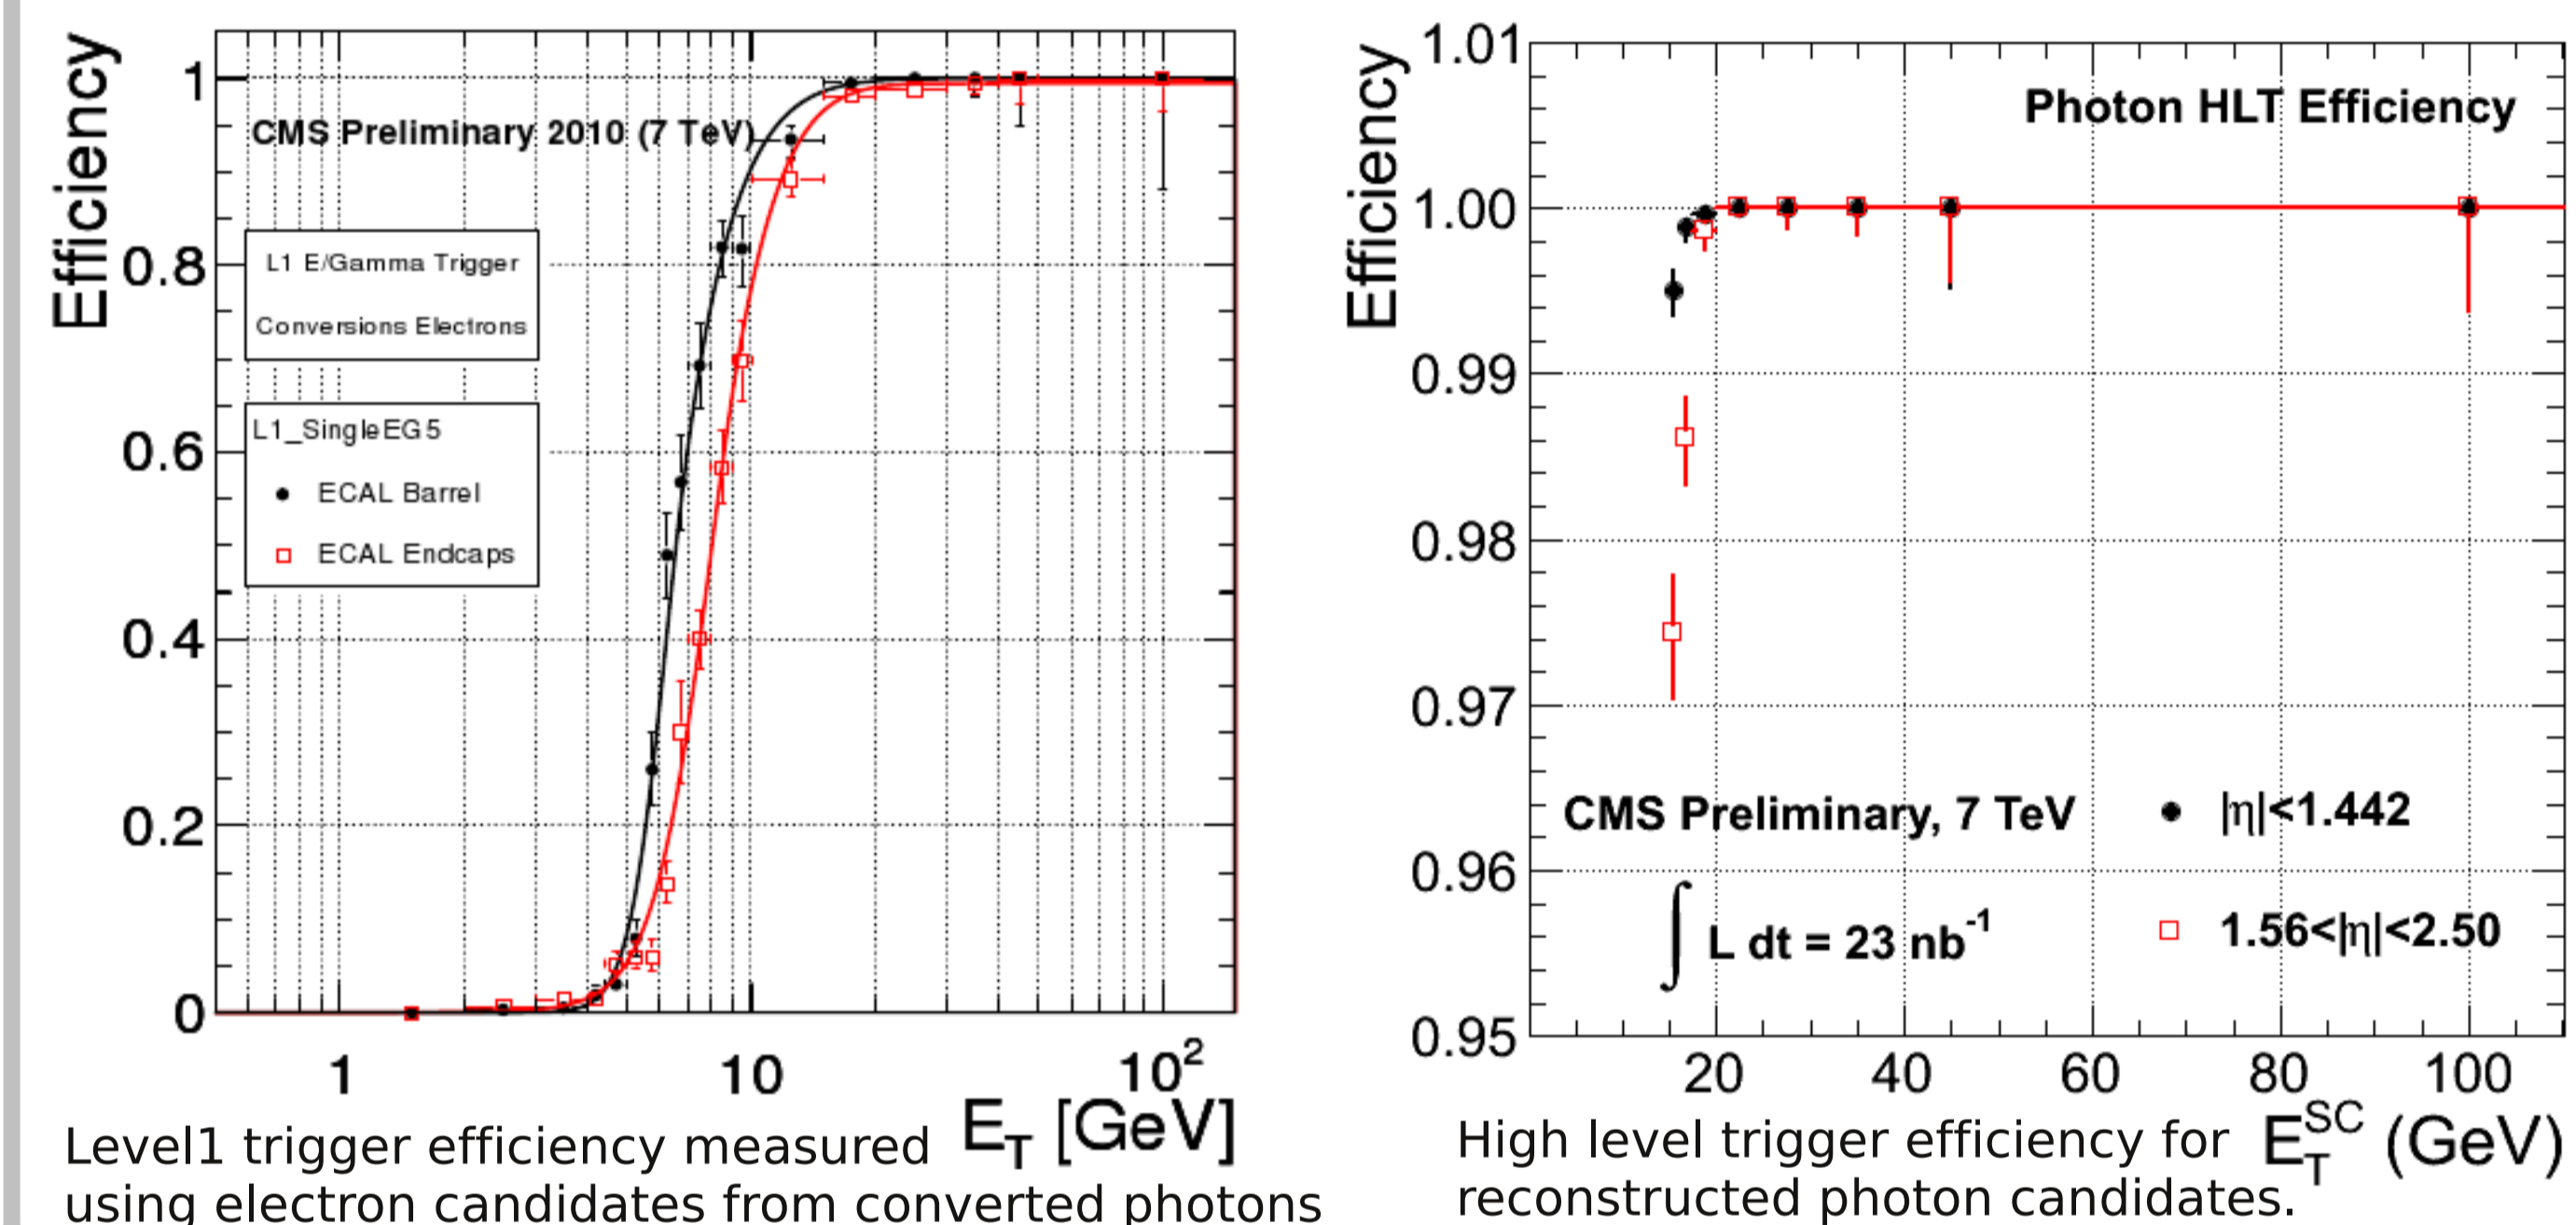 Efficiency
1
0.8
0.6
0.4
0.2
0
CMS Preliminary 2010 (7 TeV)
L1 E/Gamma Trigger
Conversions Electrons
L1_SingleEG5
ECAL Barrel
ECAL Endcaps
1 10 10²
E_T [GeV]
Level1 trigger efficiency measured
using electron candidates from converted photons
Efficiency
1.01
1.00
0.99
0.98
0.97
0.96
0.95
Photon HLT Efficiency
CMS Preliminary, 7 TeV
∫ L dt = 23 nb⁻¹
|η|<1.442
1.56<|η|<2.50
20 40 60 80 100
E_T^SC (GeV)
High level trigger efficiency for
reconstructed photon candidates.